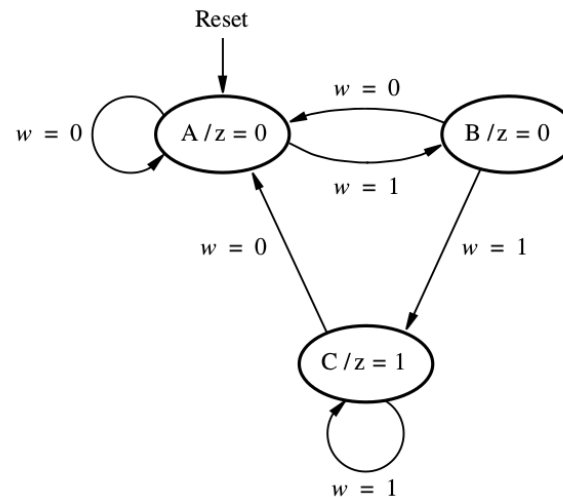 Reset
w = 0
w = 0
A / z = 0
B / z = 0
w = 1
w = 0
w = 1
C / z = 1
w = 1